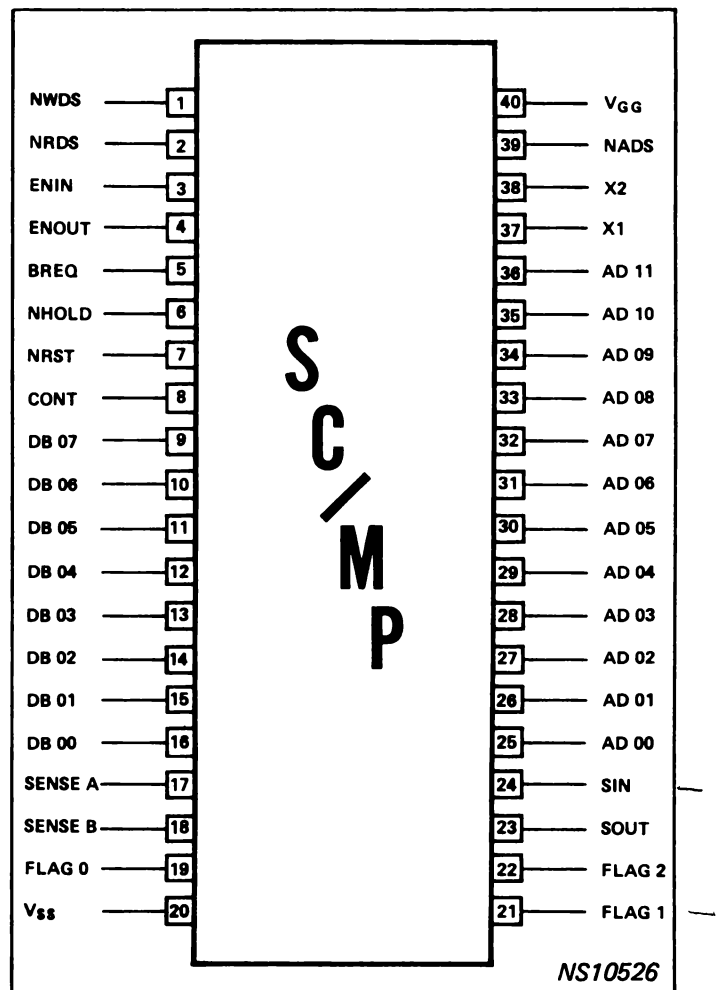 NWDS 1
NRDS 2
ENIN 3
ENOUT 4
BREQ 5
NHOLD 6
NRST 7
CONT 8
DB 07 9
DB 06 10
DB 05 11
DB 04 12
DB 03 13
DB 02 14
DB 01 15
DB 00 16
SENSE A 17
SENSE B 18
FLAG 0 19
VSS 20
SC/MP
40 VGG
39 NADS
38 X2
37 X1
36 AD 11
35 AD 10
34 AD 09
33 AD 08
32 AD 07
31 AD 06
30 AD 05
29 AD 04
28 AD 03
27 AD 02
26 AD 01
25 AD 00
24 SIN
23 SOUT
22 FLAG 2
21 FLAG 1
NS10526